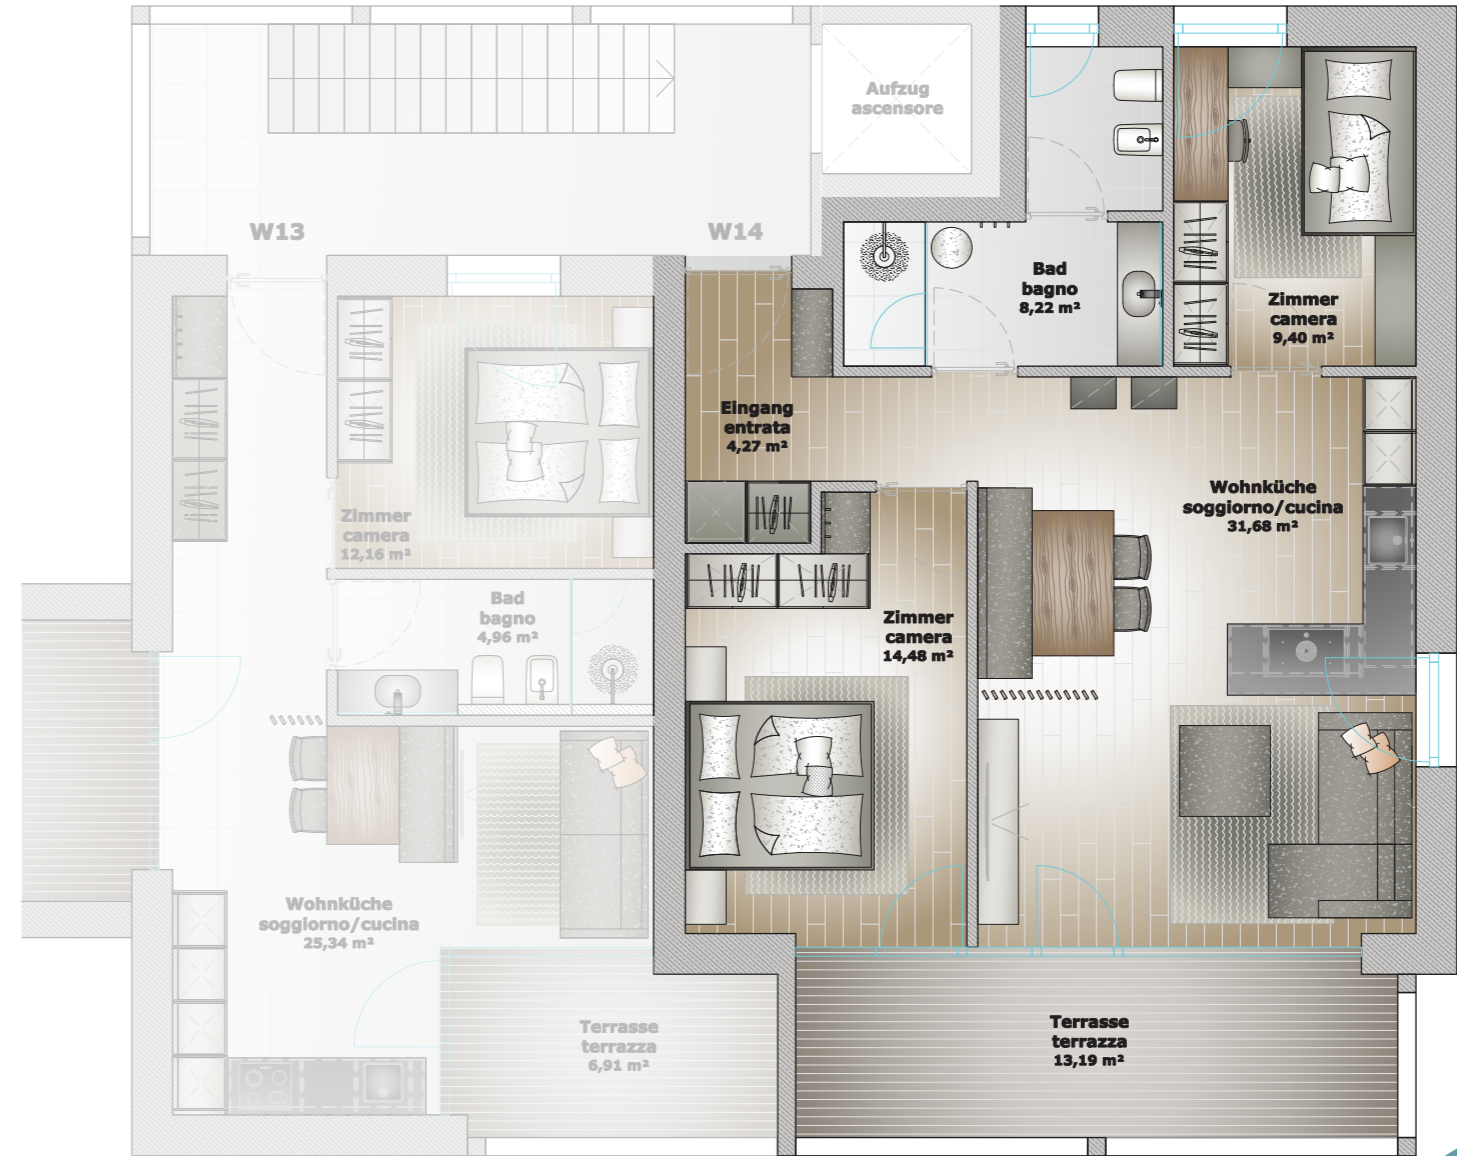 Aufzug
ascensore
W13
W14
Bad
bagno
8,22 m²
Zimmer
camera
9,40 m²
Eingang
entrata
4,27 m²
Wohnküche
soggiorno/cucina
31,68 m²
Zimmer
camera
12,16 m²
Bad
bagno
4,96 m²
Zimmer
camera
14,48 m²
Wohnküche
soggiorno/cucina
25,34 m²
Terrasse
terrazza
6,91 m²
Terrasse
terrazza
13,19 m²